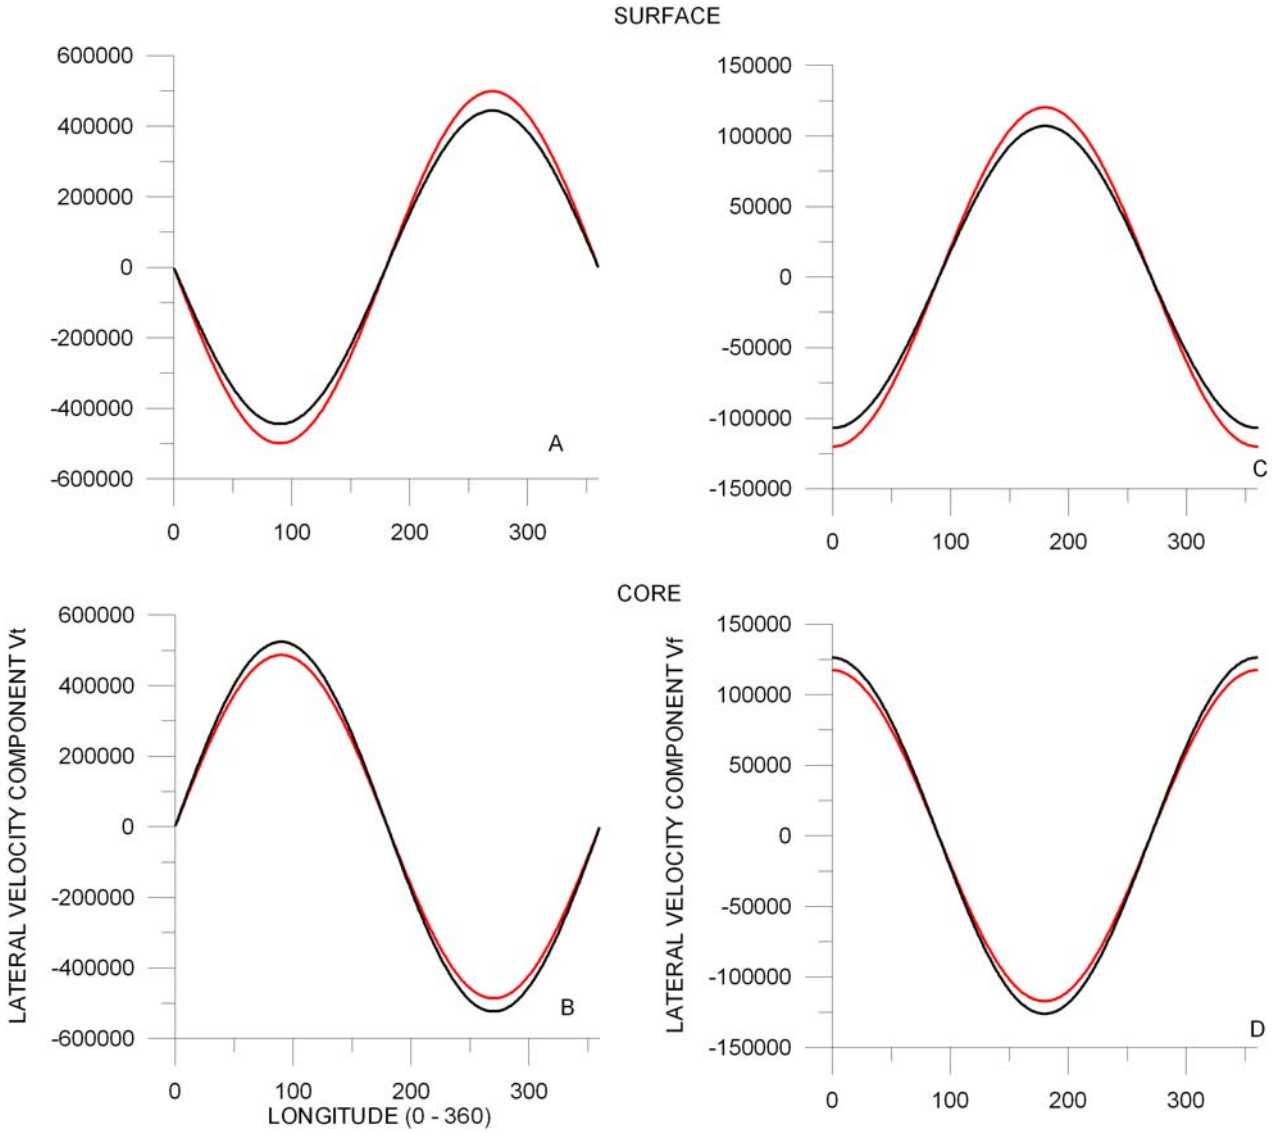 SURFACE
600000
400000
200000
0
-200000
-400000
-600000
0 100 200 300
A
150000
100000
50000
0
-50000
-100000
-150000
0 100 200 300
C
CORE
LATERAL VELOCITY COMPONENT Vt
600000
400000
200000
0
-200000
-400000
-600000
0 100 200 300
LONGITUDE (0 - 360)
B
LATERAL VELOCITY COMPONENT Vf
150000
100000
50000
0
-50000
-100000
-150000
0 100 200 300
D